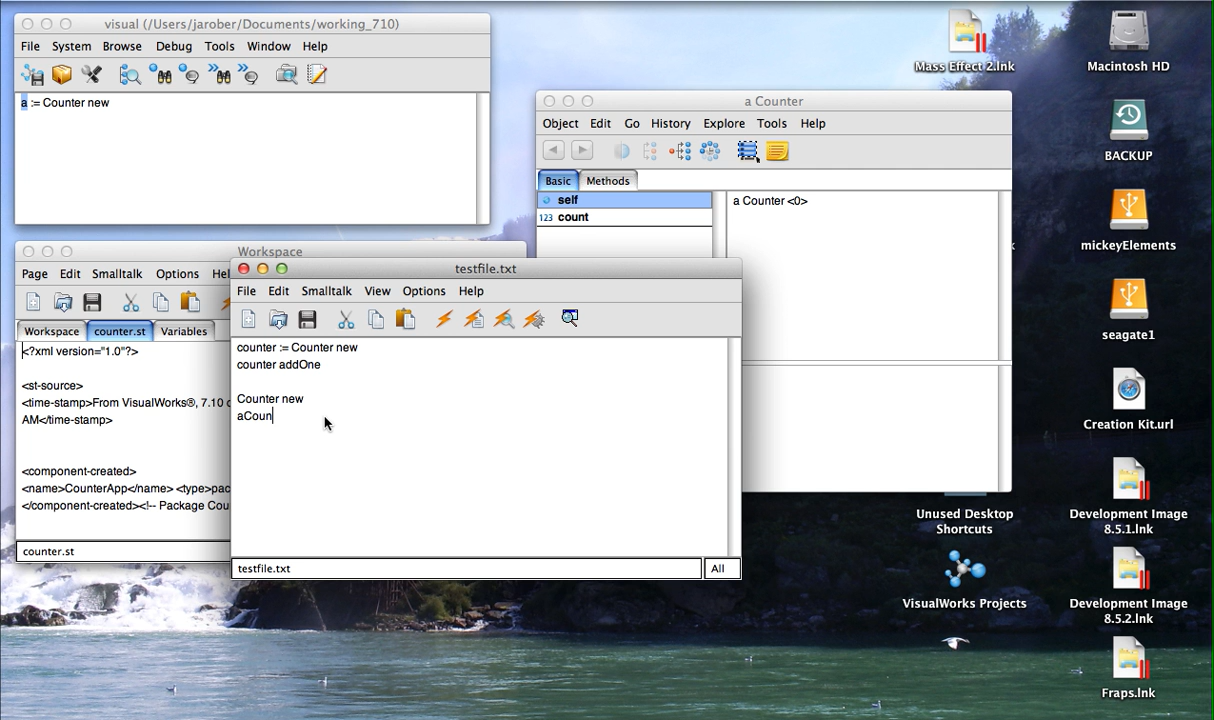 visual (/Users/jarober/Documents/working_710)
File System Browse Debug Tools Window Help
a := Counter new
a Counter
Object Edit Go History Explore Tools Help
Basic Methods
self
123 count
a Counter <0>
Workspace
Page Edit Smalltalk Options Hel
Workspace counter.st Variables
<?xml version="1.0"?>
<st-source>
<time-stamp>From VisualWorks®, 7.10 o
AM</time-stamp>
<component-created>
<name>CounterApp</name> <type>pac
</component-created><!-- Package Cou
counter.st
testfile.txt
File Edit Smalltalk View Options Help
counter := Counter new
counter addOne
Counter new
aCoun
testfile.txt All
Mass Effect 2.lnk
Macintosh HD
BACKUP
mickeyElements
seagate1
Creation Kit.url
Unused Desktop
Shortcuts
Development Image
8.5.1.lnk
VisualWorks Projects
Development Image
8.5.2.lnk
Fraps.lnk